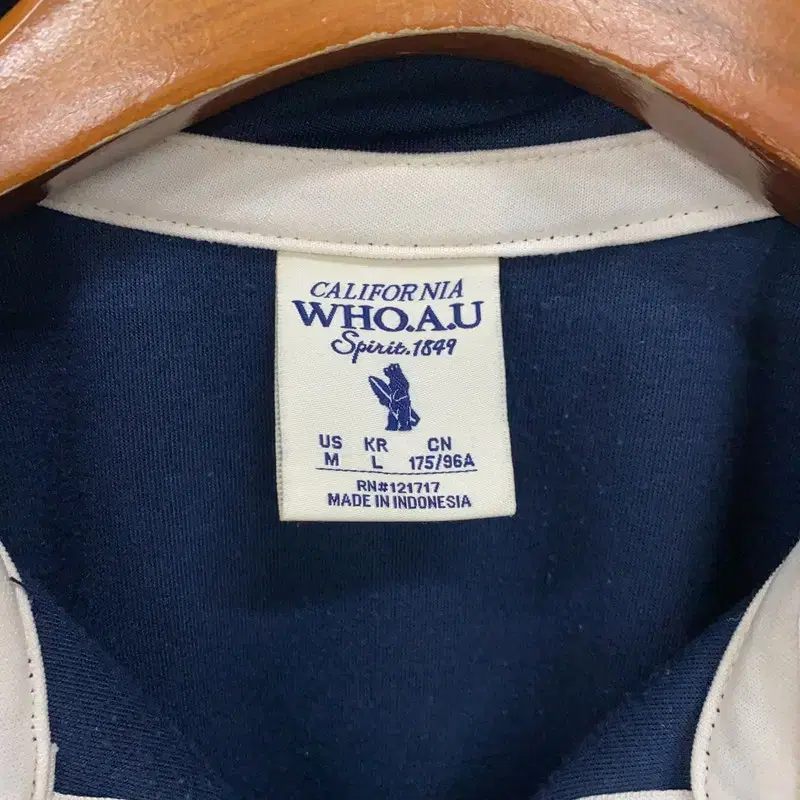 CALIFORNIA
WHO.A.U
Spirit.1849
US KR CN
M L 175/96A
RN#121717
MADE IN INDONESIA